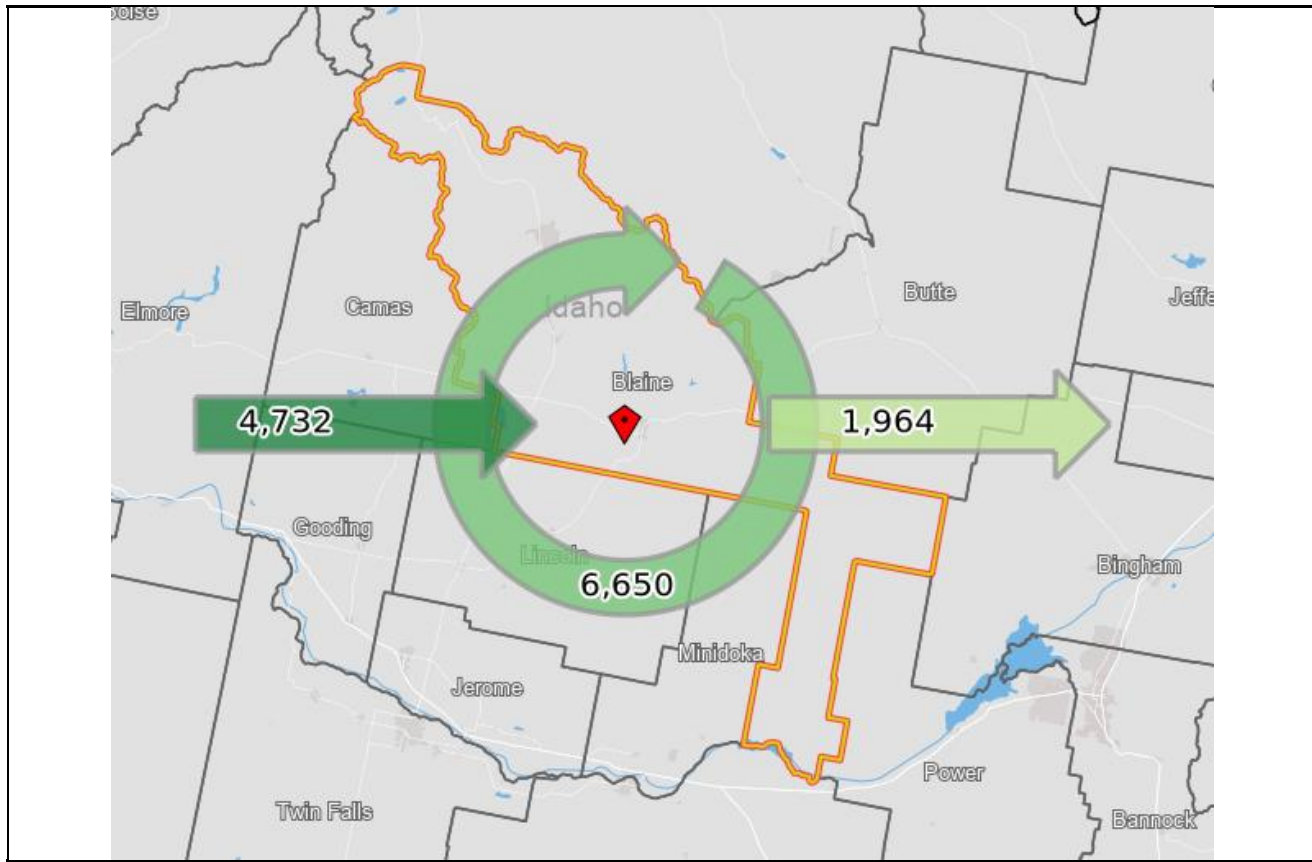 Butte
Jeffe
Elmore
Camas
Idaho
Blaine
4,732
1,964
Gooding
Lincoln
Bingham
6,650
Minidoka
Jerome
Power
Twin Falls
Bannock